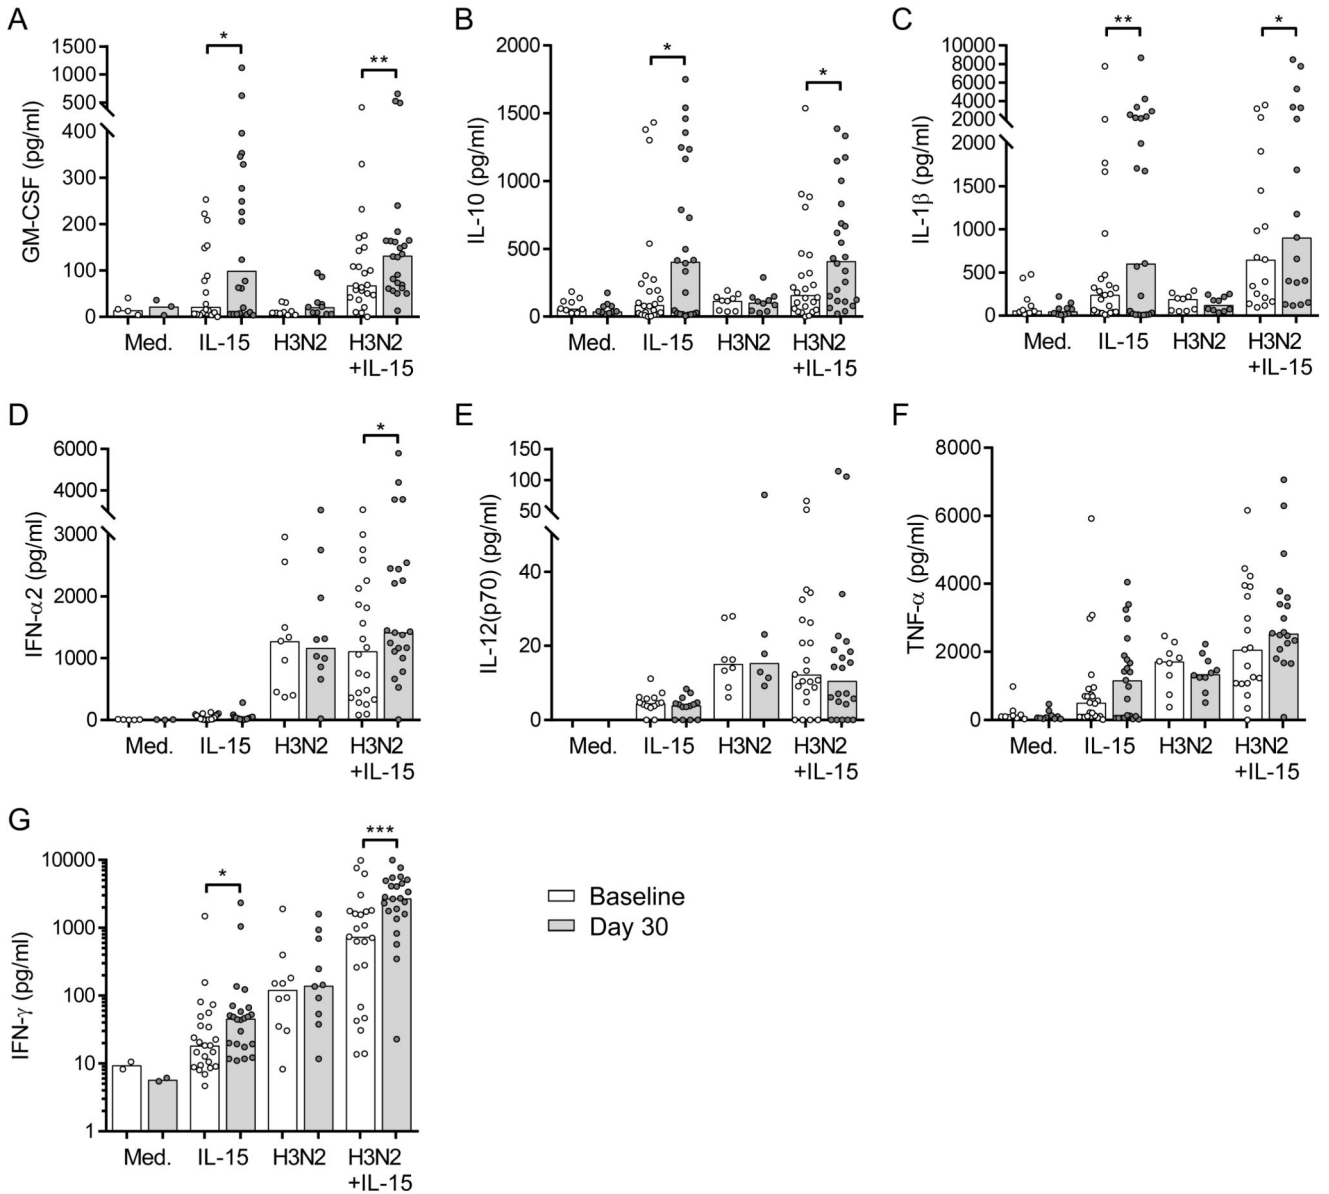 A
GM-CSF (pg/ml)
1500
1000
500
400
300
200
100
0
*
**
Med.
IL-15
H3N2
H3N2
+IL-15
B
IL-10 (pg/ml)
2000
1500
1000
500
0
*
*
Med.
IL-15
H3N2
H3N2
+IL-15
C
IL-1β (pg/ml)
10000
8000
6000
4000
2000
2000
1500
1000
500
0
**
*
Med.
IL-15
H3N2
H3N2
+IL-15
D
IFN-α2 (pg/ml)
6000
4000
3000
2000
1000
0
*
Med.
IL-15
H3N2
H3N2
+IL-15
E
IL-12(p70) (pg/ml)
150
100
50
40
20
0
Med.
IL-15
H3N2
H3N2
+IL-15
F
TNF-α (pg/ml)
8000
6000
4000
2000
0
Med.
IL-15
H3N2
H3N2
+IL-15
G
IFN-γ (pg/ml)
10000
1000
100
10
1
*
***
Med.
IL-15
H3N2
H3N2
+IL-15
Baseline
Day 30